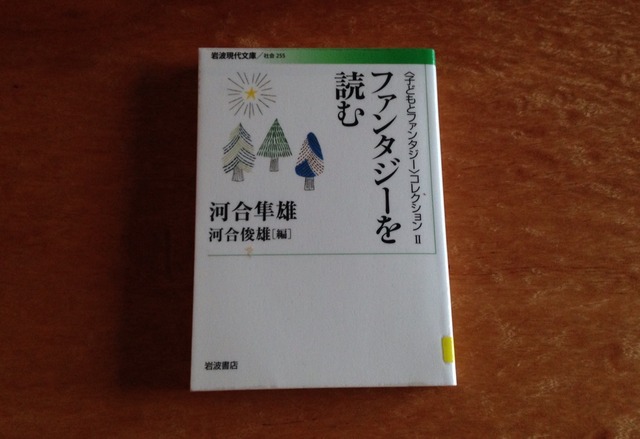 岩波現代文庫/社会 255
〈子どもとファンタジー〉コレクション II
ファンタジーを
読む
河合隼雄
河合俊雄[編]
岩波書店